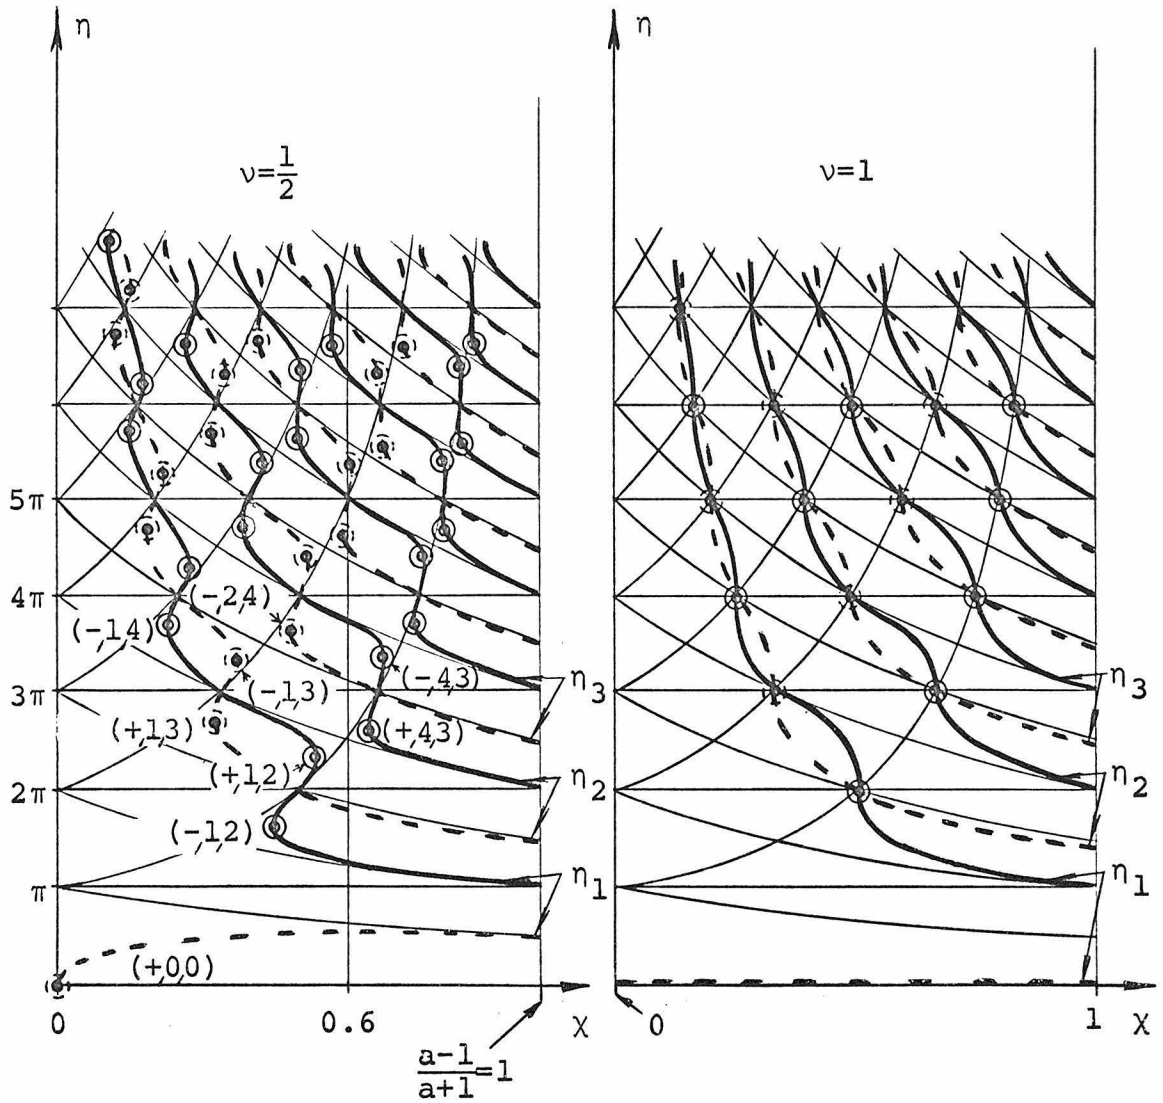 η
η
ν=1/2
ν=1
5π
4π
(-,2,4)
(-,1,4)
3π
(-,1,3)
(-,4,3)
η3
η3
(+,1,3)
(+,4,3)
(+,1,2)
2π
η2
η2
(-,1,2)
π
η1
η1
(+,0,0)
0
0.6
χ
0
1
χ
a-1/a+1=1